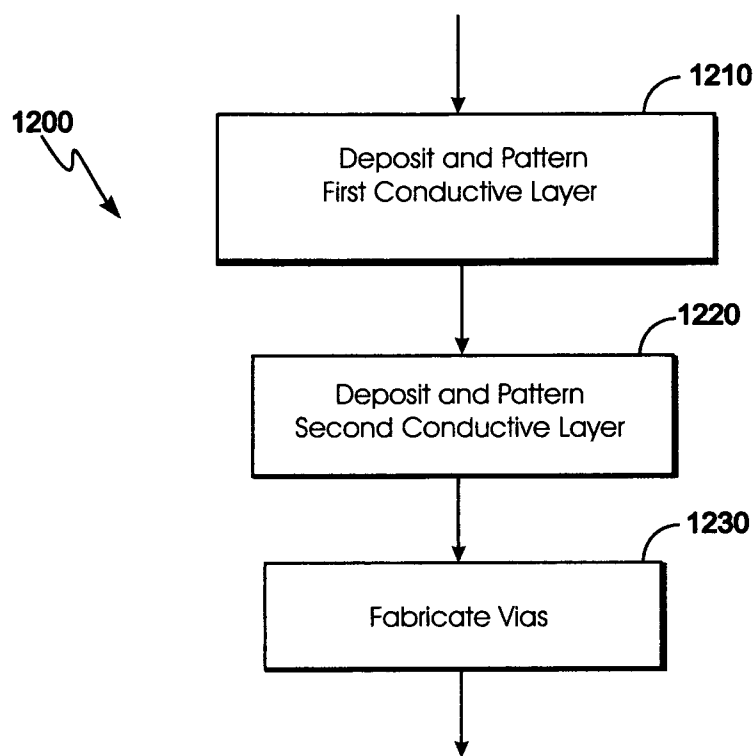 1210
1200
Deposit and Pattern
First Conductive Layer
1220
Deposit and Pattern
Second Conductive Layer
1230
Fabricate Vias